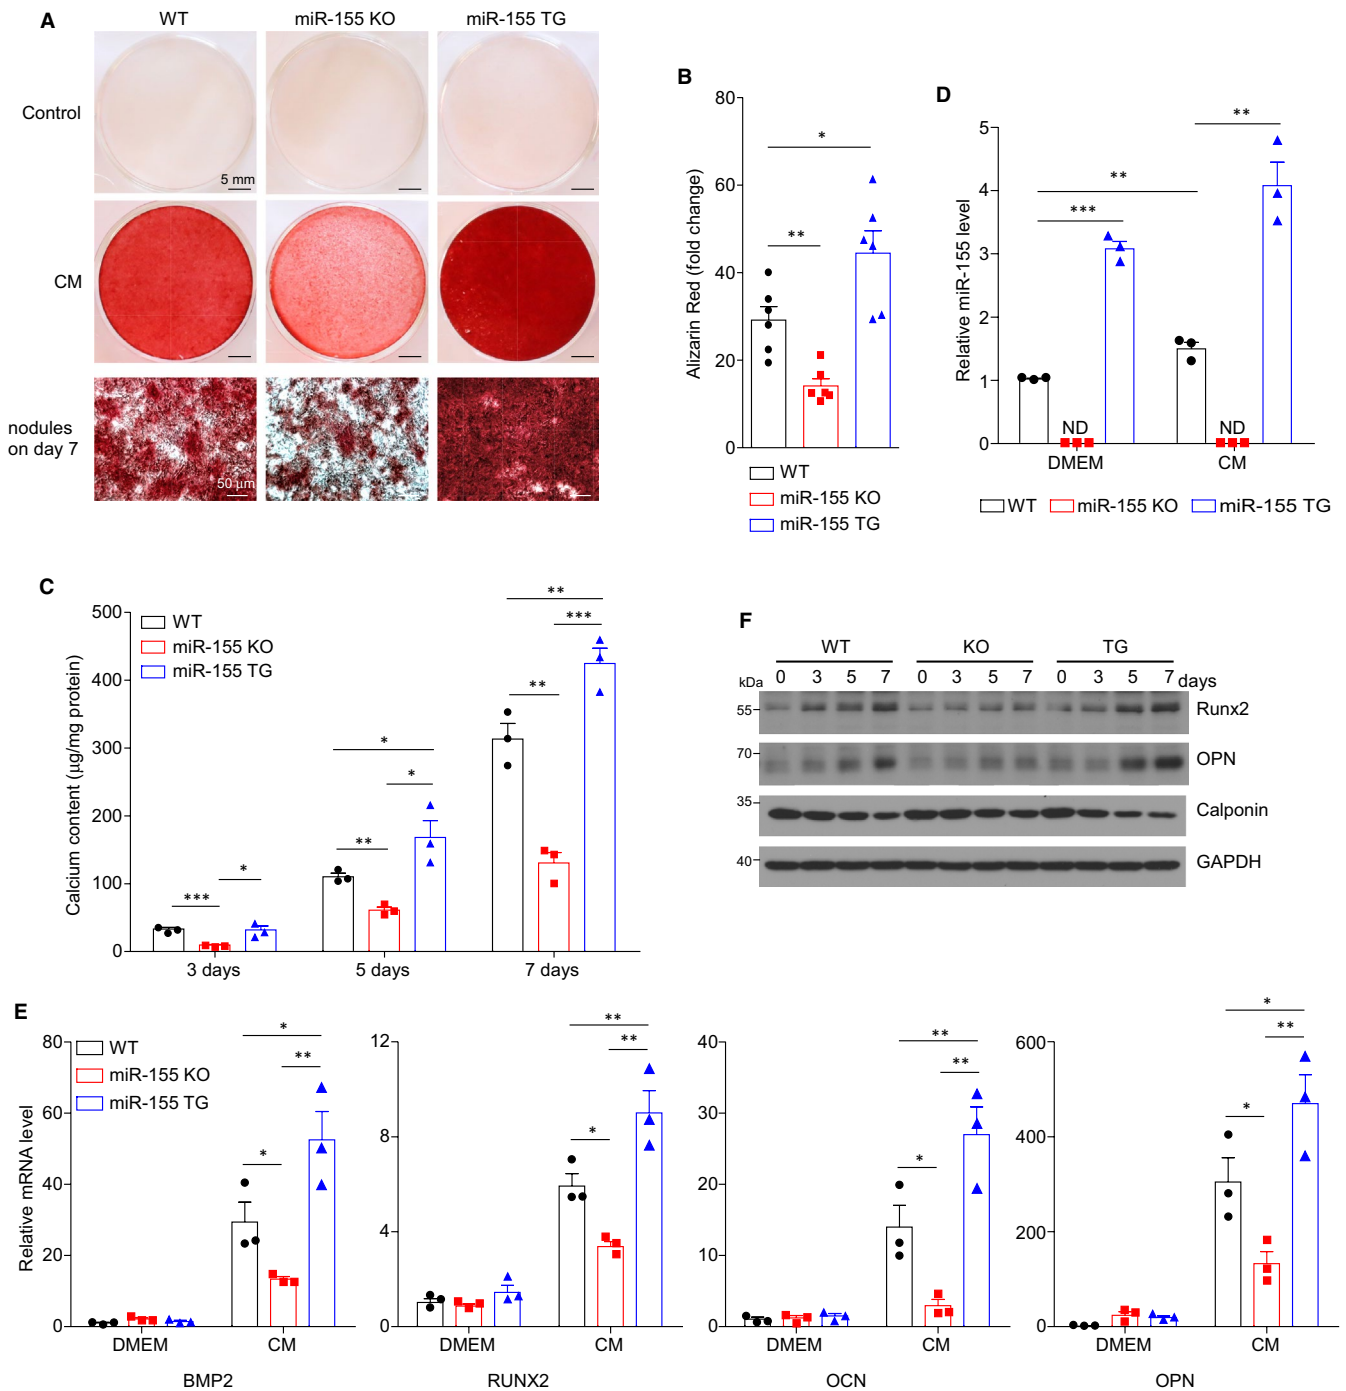 A
WT
miR-155 KO
miR-155 TG
Control
5 mm
CM
nodules
on day 7
50 µm
B
80
60
40
20
0
Alizarin Red (fold change)
*
**
WT
miR-155 KO
miR-155 TG
D
5
4
3
2
1
0
Relative miR-155 level
**
**
***
ND
ND
DMEM
CM
WT
miR-155 KO
miR-155 TG
C
500
400
300
200
100
0
Calcium content (µg/mg protein)
WT
miR-155 KO
miR-155 TG
***
*
**
*
*
**
***
**
3 days
5 days
7 days
F
WT
KO
TG
kDa
0 3 5 7 0 3 5 7 0 3 5 7 days
55
Runx2
70
OPN
35
Calponin
40
GAPDH
E
Relative mRNA level
80
60
40
20
0
WT
miR-155 KO
miR-155 TG
*
**
*
DMEM
CM
BMP2
12
8
4
0
**
**
*
DMEM
CM
RUNX2
40
30
20
10
0
**
**
*
DMEM
CM
OCN
600
400
200
0
*
**
*
DMEM
CM
OPN